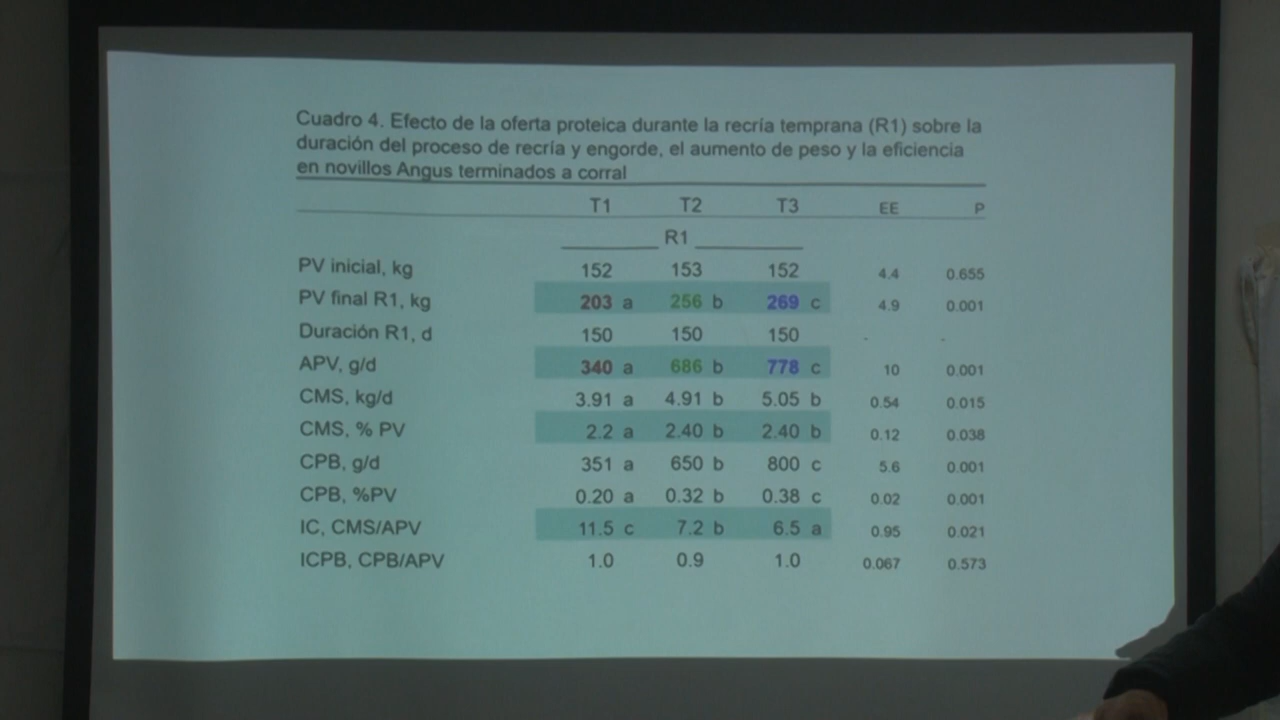 Cuadro 4. Efecto de la oferta proteica durante la recría temprana (R1) sobre la
duración del proceso de recría y engorde, el aumento de peso y la eficiencia
en novillos Angus terminados a corral
T1 T2 T3 EE P
R1
PV inicial, kg 152 153 152 4.4 0.655
PV final R1, kg 203 a 256 b 269 c 4.9 0.001
Duración R1, d 150 150 150 . .
APV, g/d 340 a 686 b 778 c 10 0.001
CMS, kg/d 3.91 a 4.91 b 5.05 b 0.54 0.015
CMS, % PV 2.2 a 2.40 b 2.40 b 0.12 0.038
CPB, g/d 351 a 650 b 800 c 5.6 0.001
CPB, %PV 0.20 a 0.32 b 0.38 c 0.02 0.001
IC, CMS/APV 11.5 c 7.2 b 6.5 a 0.95 0.021
ICPB, CPB/APV 1.0 0.9 1.0 0.067 0.573